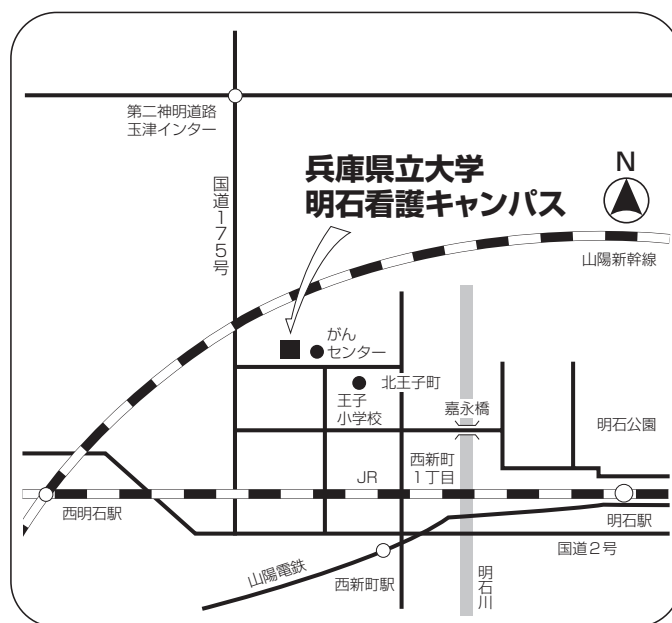 第二神明道路
玉津インター
兵庫県立大学
明石看護キャンパス
N
国道175号
山陽新幹線
がん
センター
北王子町
王子
小学校
嘉永橋
明石公園
西新町
1丁目
JR
西明石駅
明石駅
国道2号
山陽電鉄
西新町駅
明石川